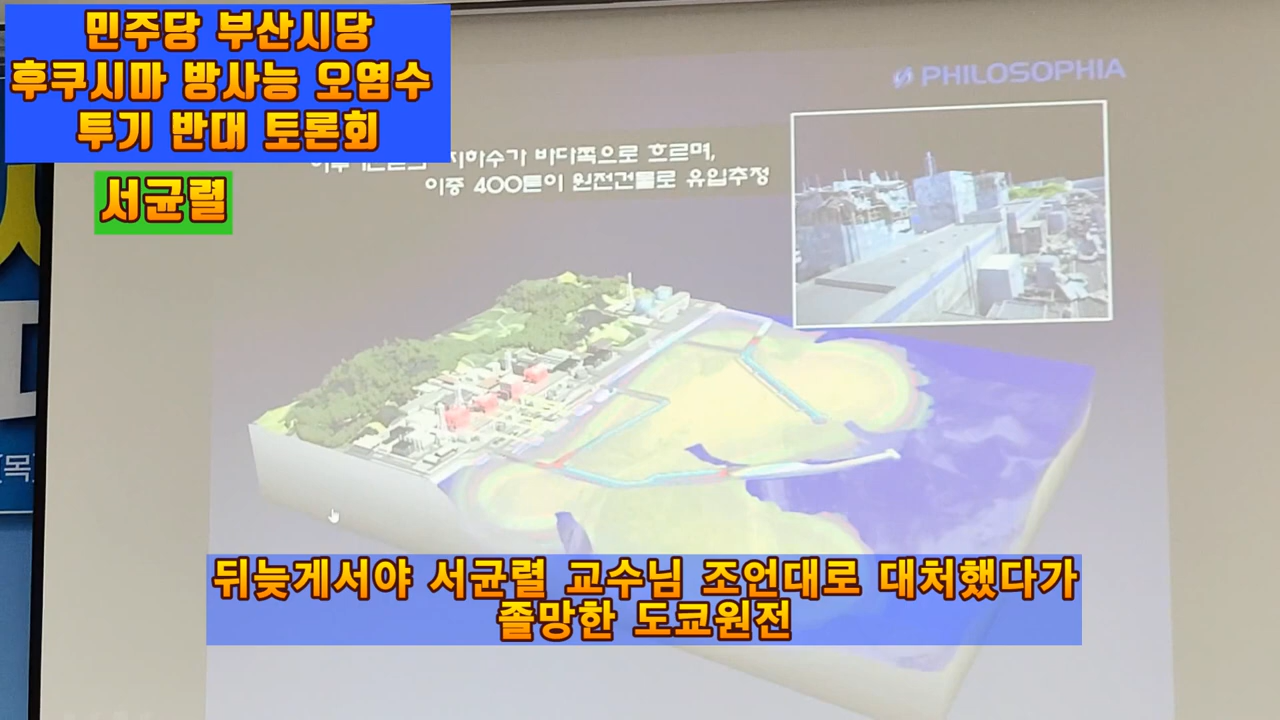 민주당 부산시당
후쿠시마 방사능 오염수
투기 반대 토론회
서균렬
PHILOSOPHIA
지하수가 바다쪽으로 흐르며,
이중 400톤이 원전건물로 유입추정
(목)
뒤늦게서야 서균렬 교수님 조언대로 대처했다가
쫄망한 도쿄원전